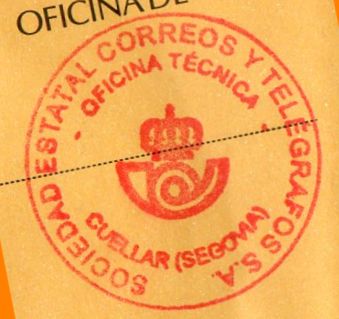 OFICINA DE
SOCIEDAD ESTATAL CORREOS Y TELEGRAFOS S.A.
- OFICINA TÉCNICA -
CUELLAR (SEGOVIA)